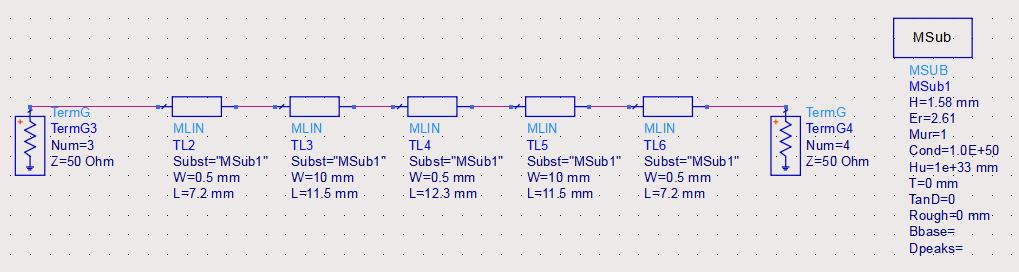 MSub
MSUB
MSub1
H=1.58 mm
Er=2.61
Mur=1
Cond=1.0E+50
Hu=1e+33 mm
T=0 mm
TanD=0
Rough=0 mm
Bbase=
Dpeaks=
TermG
TermG3
Num=3
Z=50 Ohm
MLIN
TL2
Subst="MSub1"
W=0.5 mm
L=7.2 mm
MLIN
TL3
Subst="MSub1"
W=10 mm
L=11.5 mm
MLIN
TL4
Subst="MSub1"
W=0.5 mm
L=12.3 mm
MLIN
TL5
Subst="MSub1"
W=10 mm
L=11.5 mm
MLIN
TL6
Subst="MSub1"
W=0.5 mm
L=7.2 mm
TermG
TermG4
Num=4
Z=50 Ohm